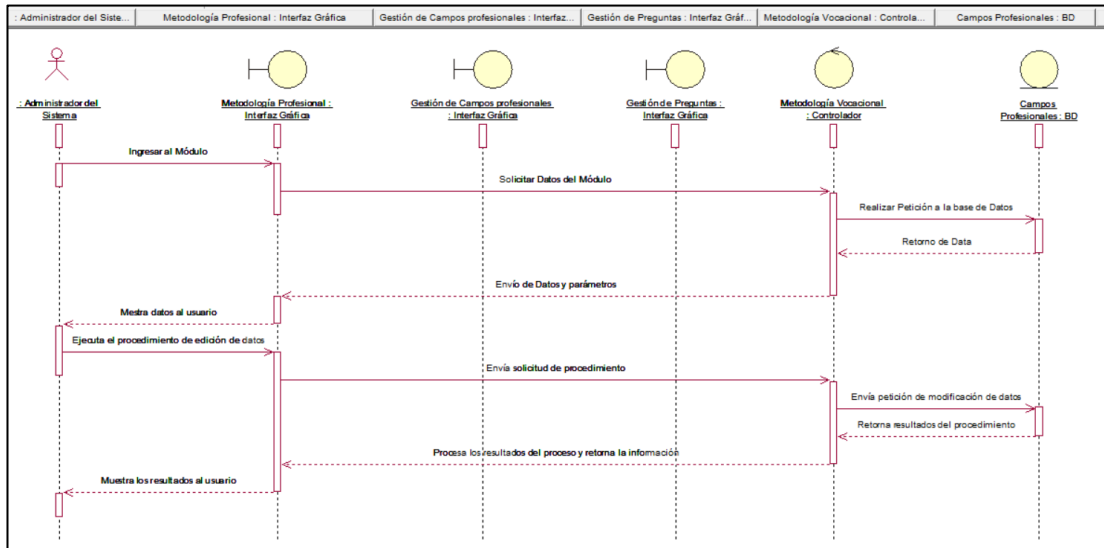 : Administrador del Siste...
Metodología Profesional : Interfaz Gráfica
Gestión de Campos profesionales : Interfaz...
Gestión de Preguntas : Interfaz Gráf...
Metodología Vocacional : Controla...
Campos Profesionales : BD
: Administrador del
Sistema
Metodología Profesional :
Interfaz Gráfica
Gestión de Campos profesionales
: Interfaz Gráfica
Gestión de Preguntas :
Interfaz Gráfica
Metodología Vocacional
: Controlador
Campos
Profesionales : BD
Ingresar al Módulo
Solicitar Datos del Módulo
Realizar Petición a la base de Datos
Retorno de Data
Envío de Datos y parámetros
Mestra datos al usuario
Ejecuta el procedimiento de edición de datos
Envía solicitud de procedimiento
Envía petición de modificación de datos
Retorna resultados del procedimiento
Procesa los resultados del proceso y retorna la información
Muestra los resultados al usuario